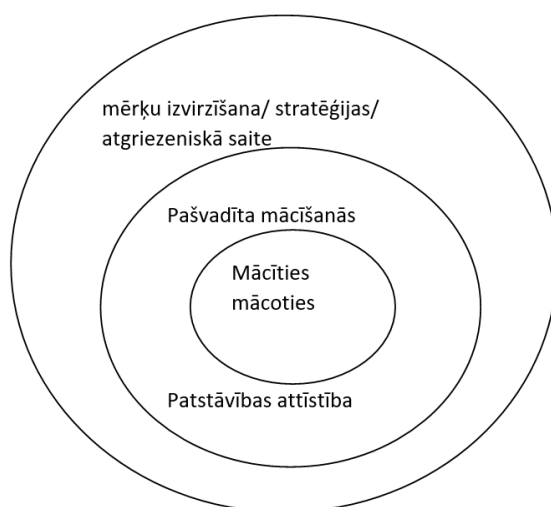 mērķu izvirzīšana/ stratēģijas/
atgriezeniskā saite
Pašvadīta mācīšanās
Mācīties
mācoties
Patstāvības attīstība